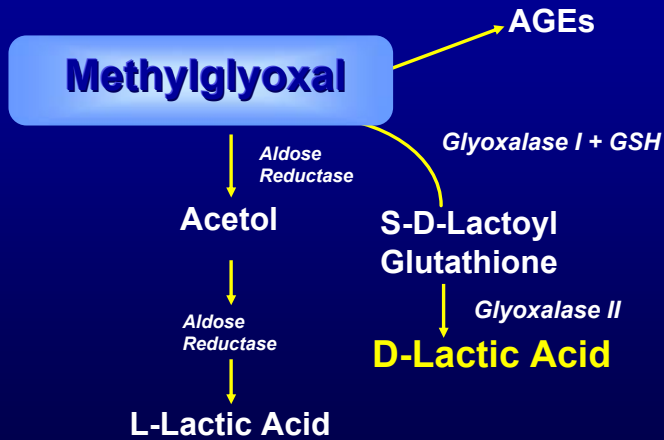 AGEs
Methylglyoxal
Glyoxalase I + GSH
Aldose
Reductase
Acetol
S-D-Lactoyl
Glutathione
Glyoxalase II
Aldose
Reductase
D-Lactic Acid
L-Lactic Acid